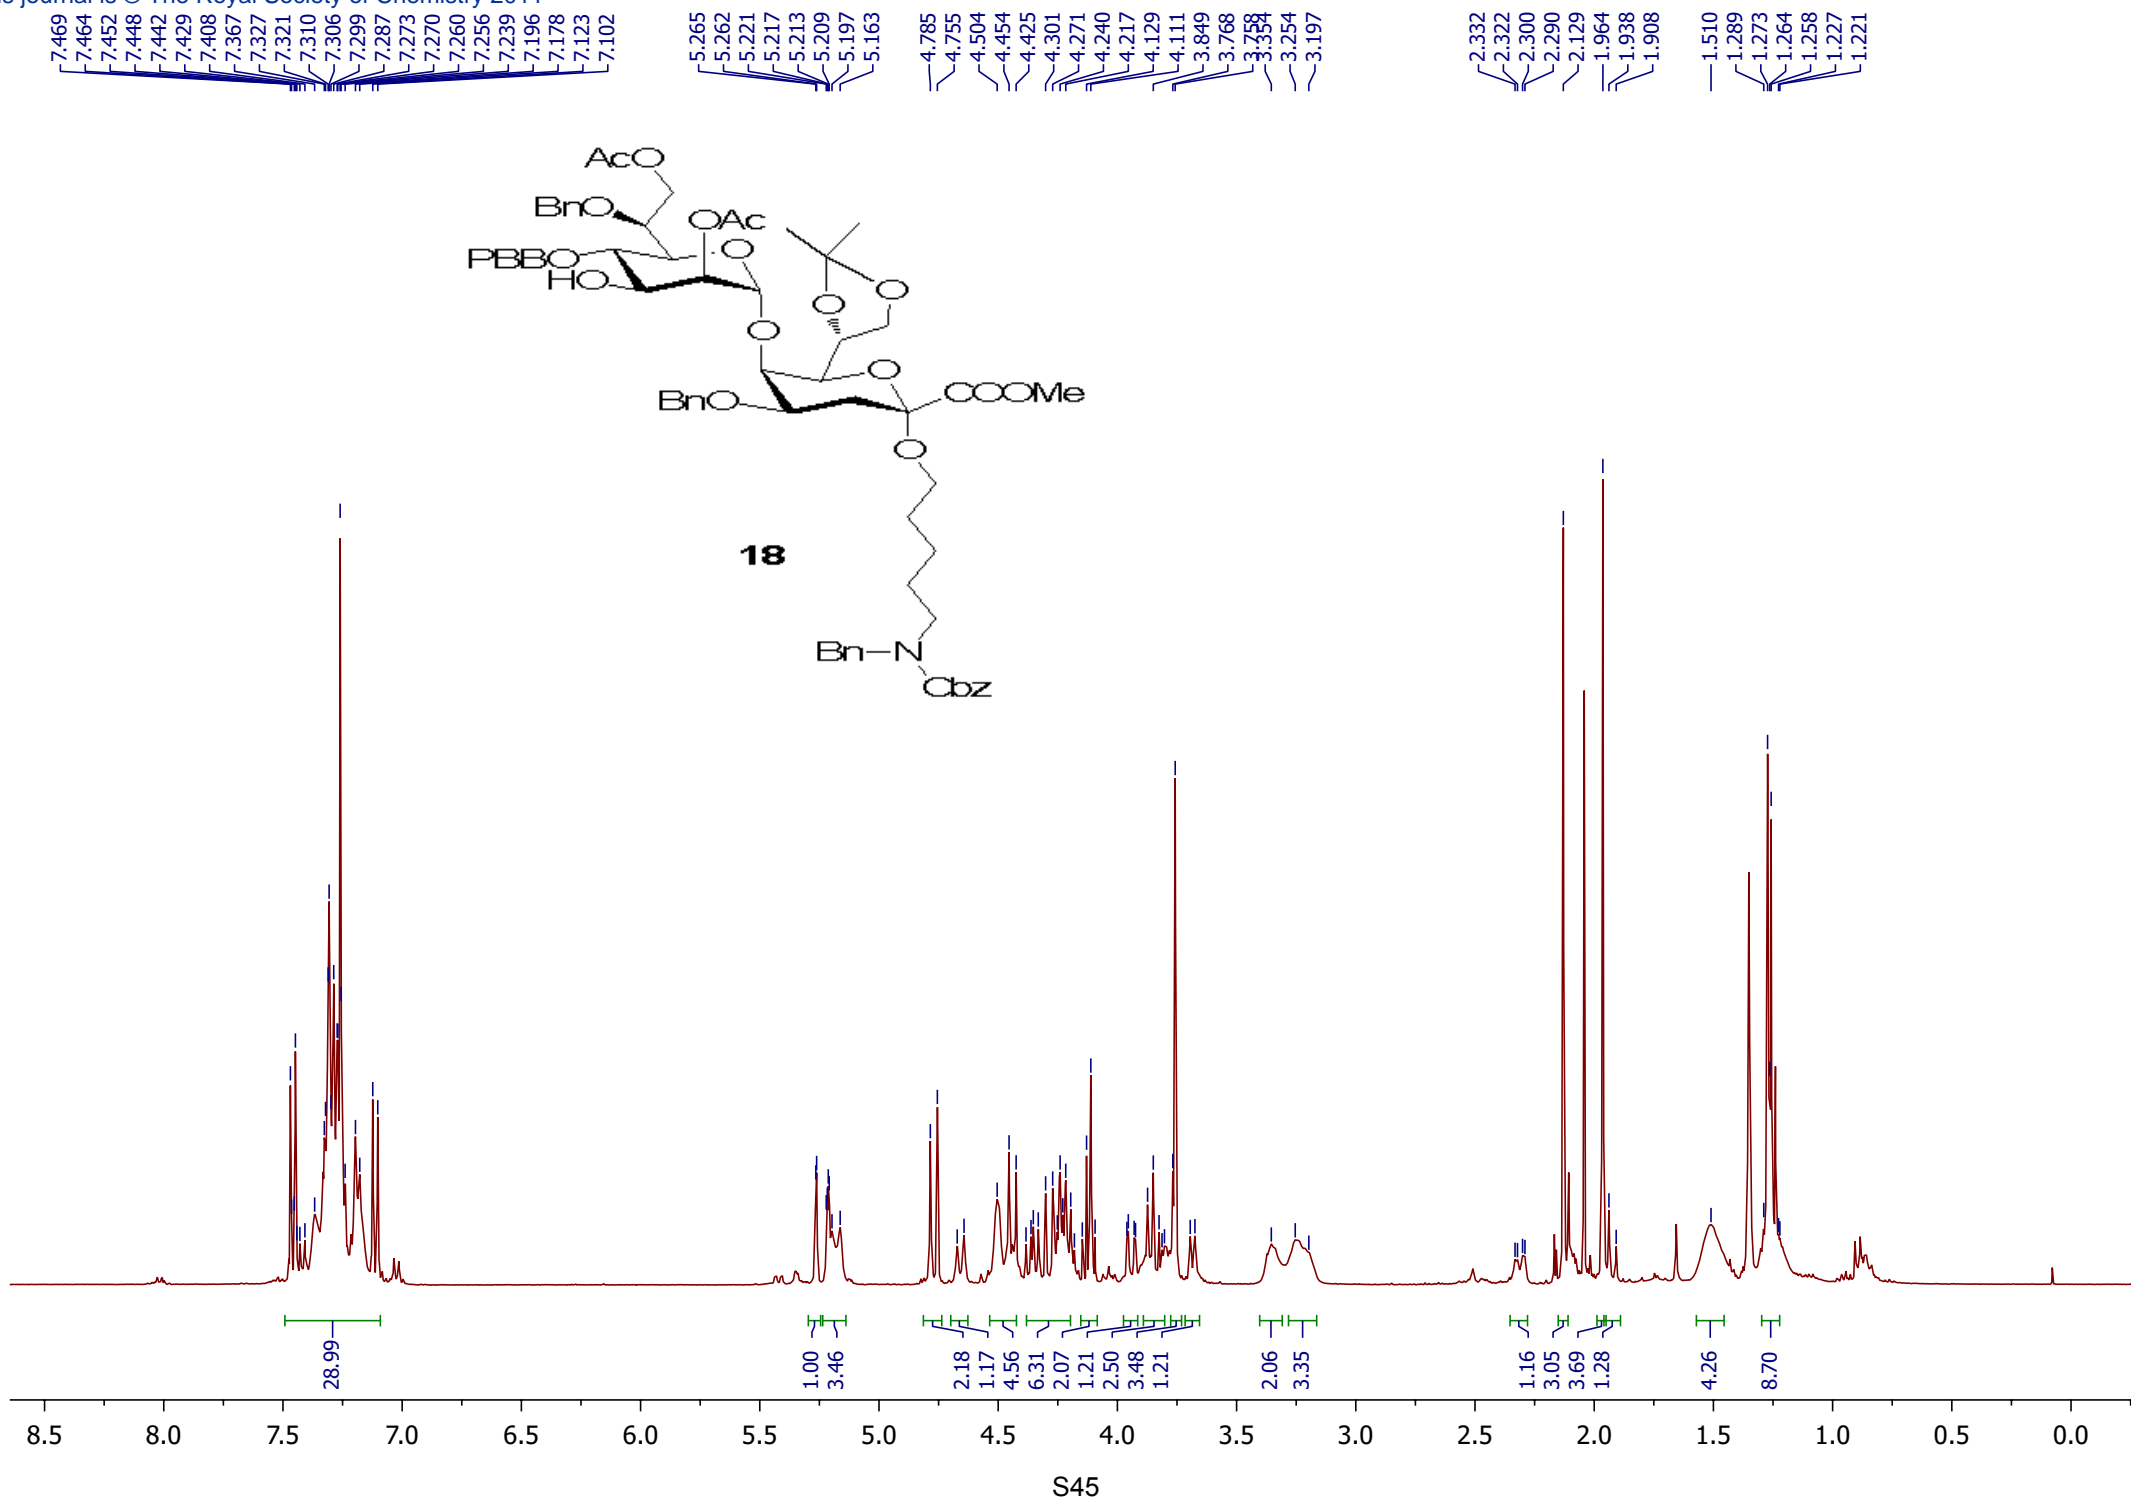 s journal is © The Royal Society of Chemistry 2014
7.469 7.464 7.452 7.448 7.442 7.429 7.408 7.367 7.327 7.321 7.310 7.306 7.299 7.287 7.273 7.270 7.260 7.256 7.239 7.196 7.178 7.123 7.102 5.265 5.262 5.221 5.217 5.213 5.209 5.197 5.163 4.785 4.755 4.504 4.454 4.425 4.301 4.271 4.240 4.217 4.129 4.111 3.849 3.768 3.758 3.354 3.254 3.197 2.332 2.322 2.300 2.290 2.129 1.964 1.938 1.908 1.510 1.289 1.273 1.264 1.258 1.227 1.221
AcO
BnO
OAc
O
PBBO
HO
O
O
O
O
BnO
COOMe
O
18
Bn N
Cbz
28.99 1.00 3.46 2.18 1.17 4.56 6.31 2.07 1.21 2.50 3.48 1.21 2.06 3.35 1.16 3.05 3.69 1.28 4.26 8.70
8.5 8.0 7.5 7.0 6.5 6.0 5.5 5.0 4.5 4.0 3.5 3.0 2.5 2.0 1.5 1.0 0.5 0.0
S45